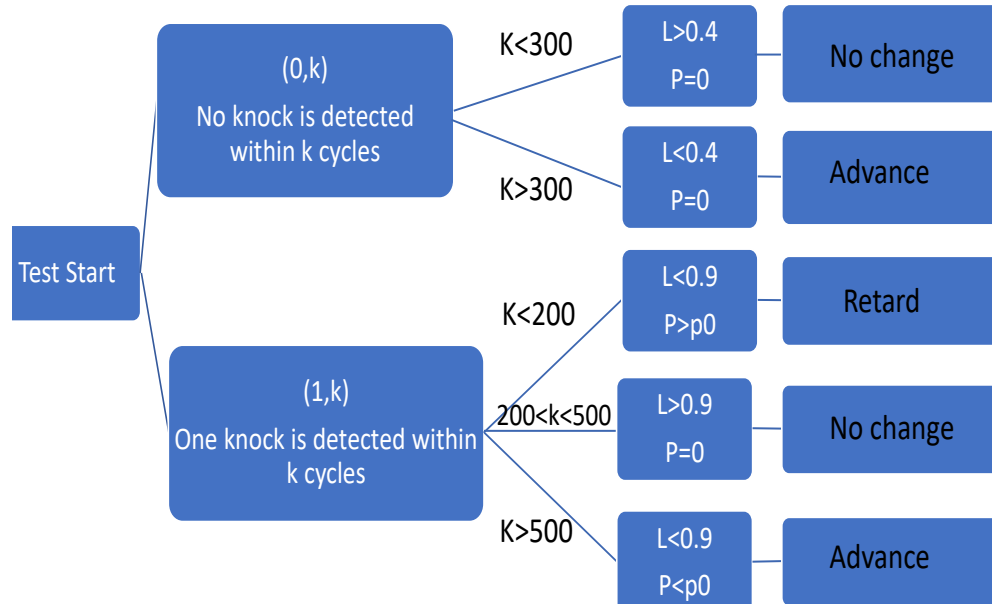 Test Start
(0,k)
No knock is detected
within k cycles
K<300
L>0.4
P=0
No change
K>300
L<0.4
P=0
Advance
(1,k)
One knock is detected within
k cycles
K<200
L<0.9
P>p0
Retard
200<k<500
L>0.9
P=0
No change
K>500
L<0.9
P<p0
Advance